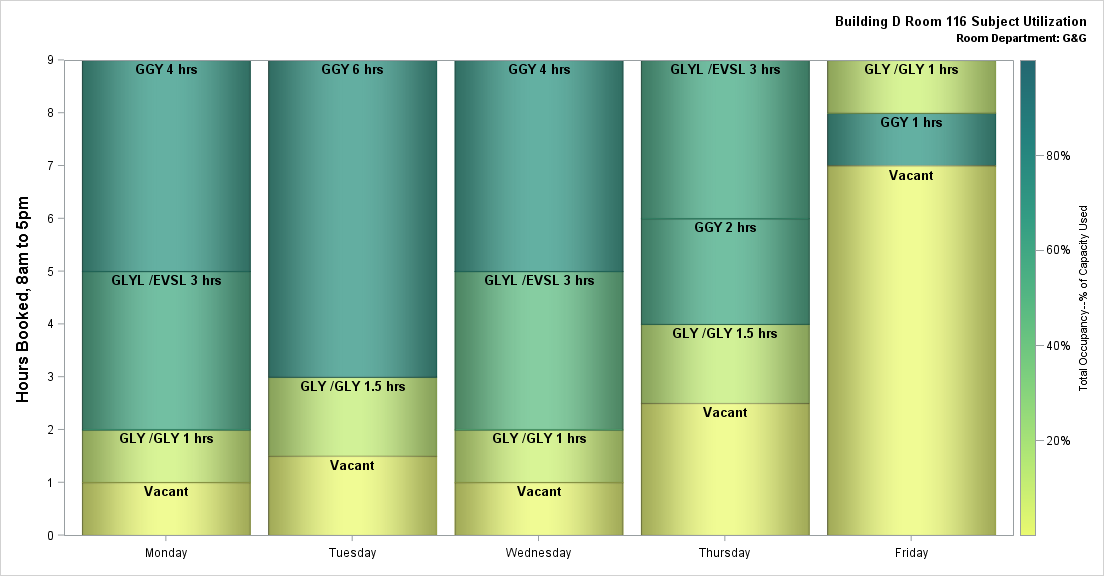 Building D Room 116 Subject Utilization
Room Department: G&G
Hours Booked, 8am to 5pm
9
8
7
6
5
4
3
2
1
0
GGY 4 hrs
GLYL /EVSL 3 hrs
GLY /GLY 1 hrs
Vacant
GGY 6 hrs
GLY /GLY 1.5 hrs
Vacant
GGY 4 hrs
GLYL /EVSL 3 hrs
GLY /GLY 1 hrs
Vacant
GLYL /EVSL 3 hrs
GGY 2 hrs
GLY /GLY 1.5 hrs
Vacant
GLY /GLY 1 hrs
GGY 1 hrs
Vacant
Monday
Tuesday
Wednesday
Thursday
Friday
80%
60%
40%
20%
Total Occupancy--% of Capacity Used